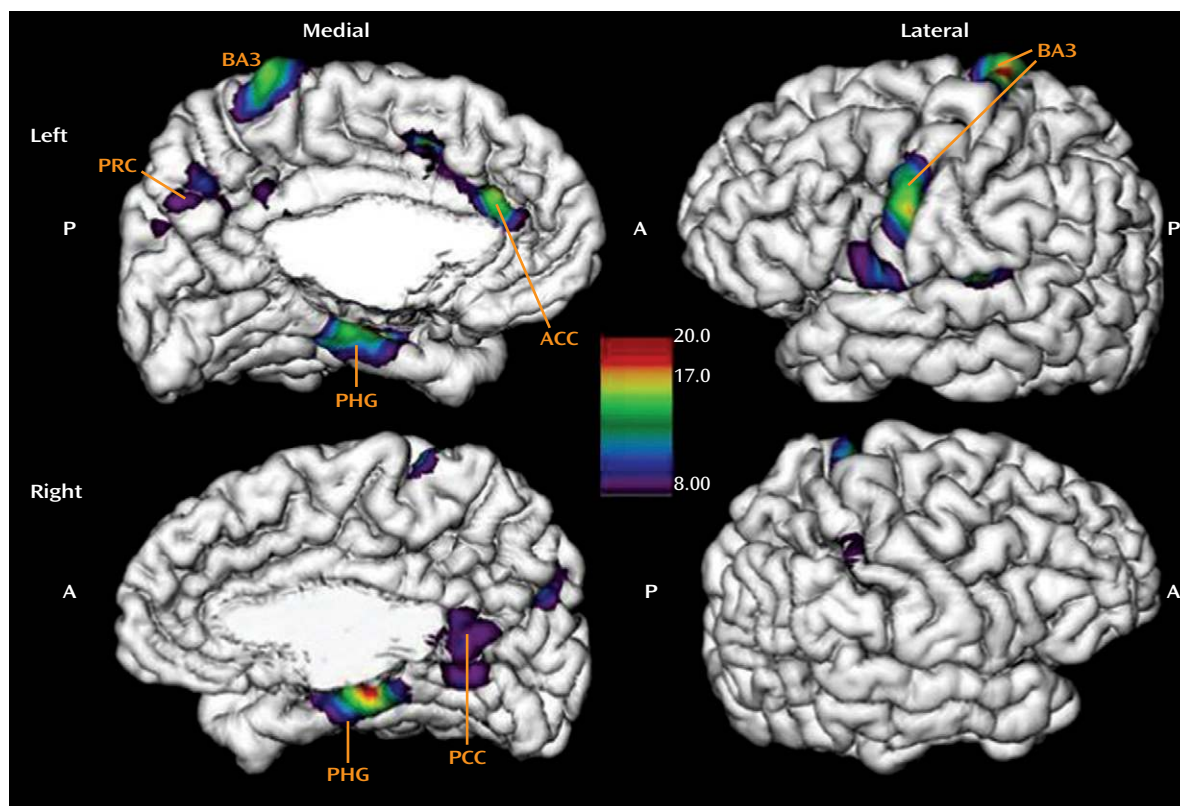 Medial
Lateral
BA3
BA3
Left
PRC
P
A
P
ACC
PHG
20.0
17.0
8.00
Right
A
P
A
PHG
PCC